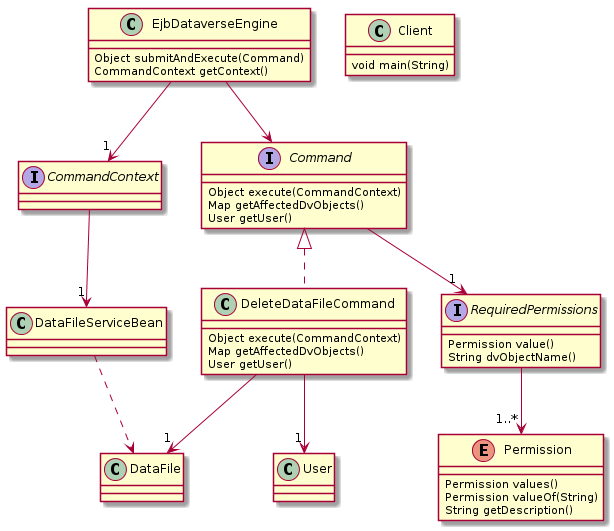 C EjbDataverseEngine
Object submitAndExecute(Command)
CommandContext getContext()
C Client
void main(String)
1
I Command
Object execute(CommandContext)
Map getAffectedDvObjects()
User getUser()
I CommandContext
1
1
C DataFileServiceBean
C DeleteDataFileCommand
Object execute(CommandContext)
Map getAffectedDvObjects()
User getUser()
I RequiredPermissions
Permission value()
String dvObjectName()
1
1
1..*
C DataFile
C User
E Permission
Permission values()
Permission valueOf(String)
String getDescription()